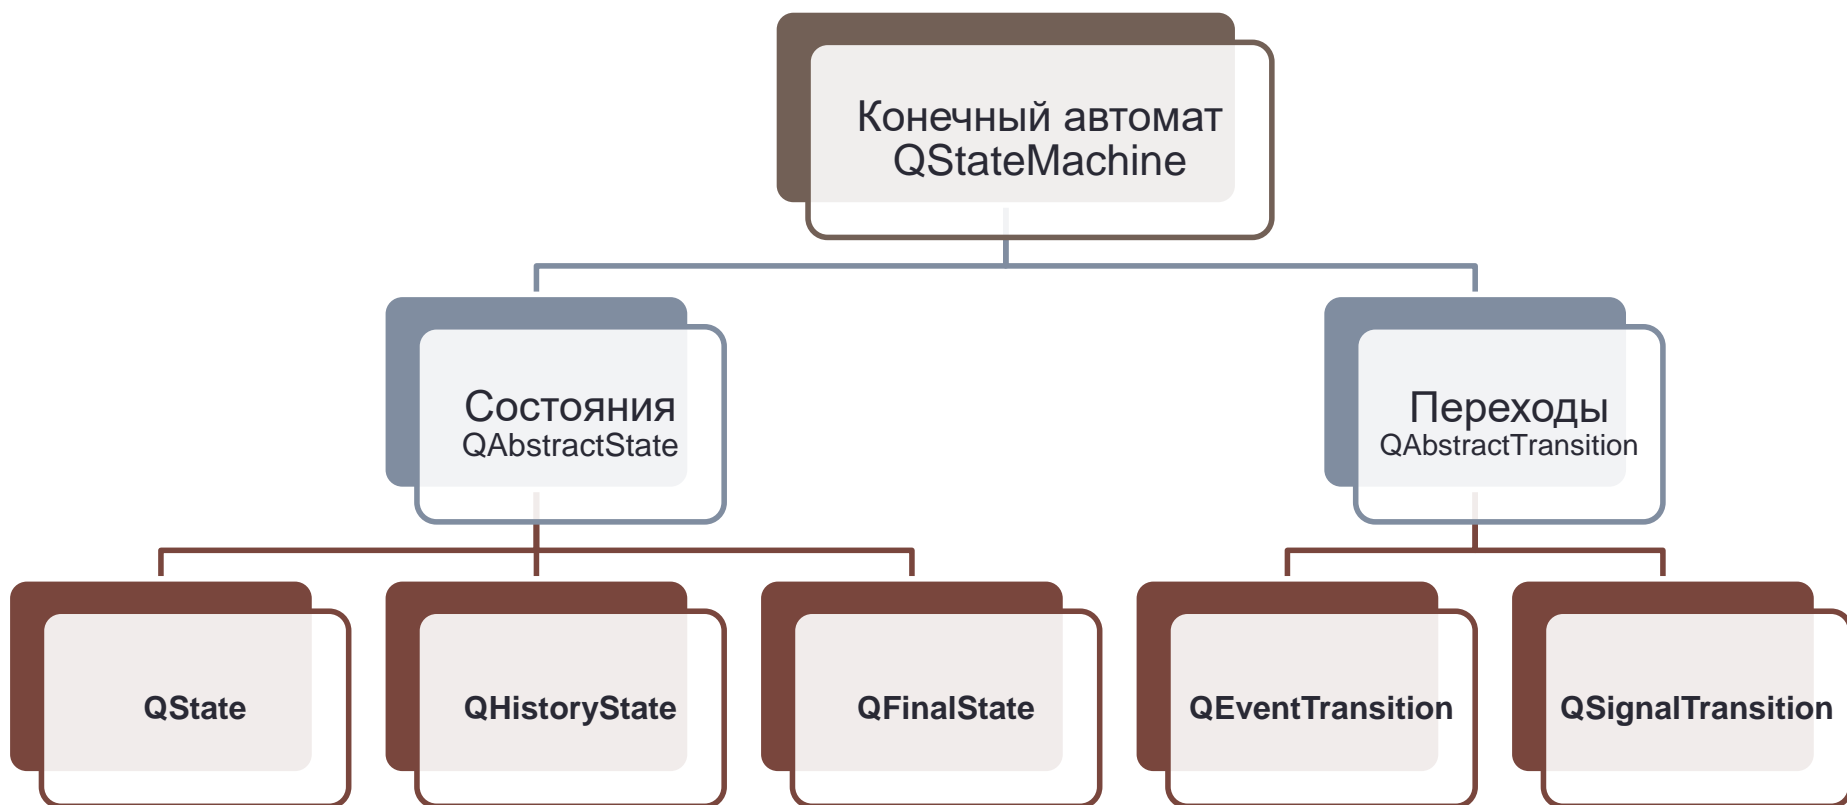 Конечный автомат
QStateMachine
Состояния
QAbstractState
Переходы
QAbstractTransition
QState
QHistoryState
QFinalState
QEventTransition
QSignalTransition